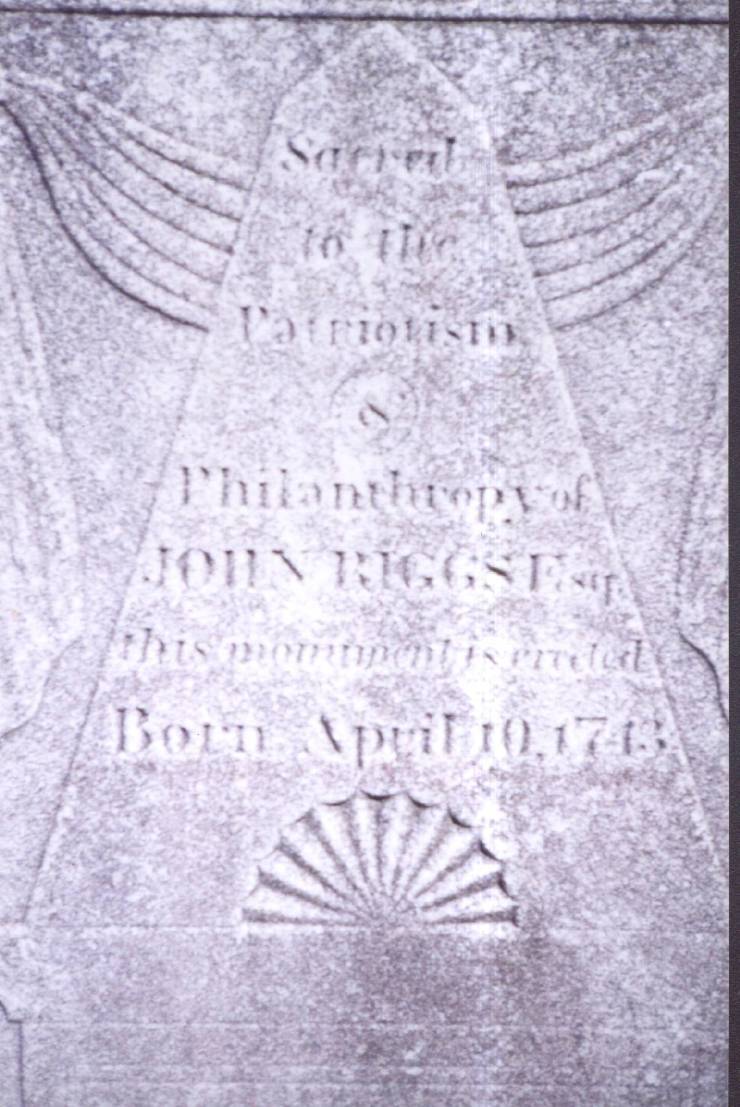 Sacred
to the
Patriotism
&
Philanthropy of
JOHN RIGGS Esq
this monument is erected
Born April 10, 1743